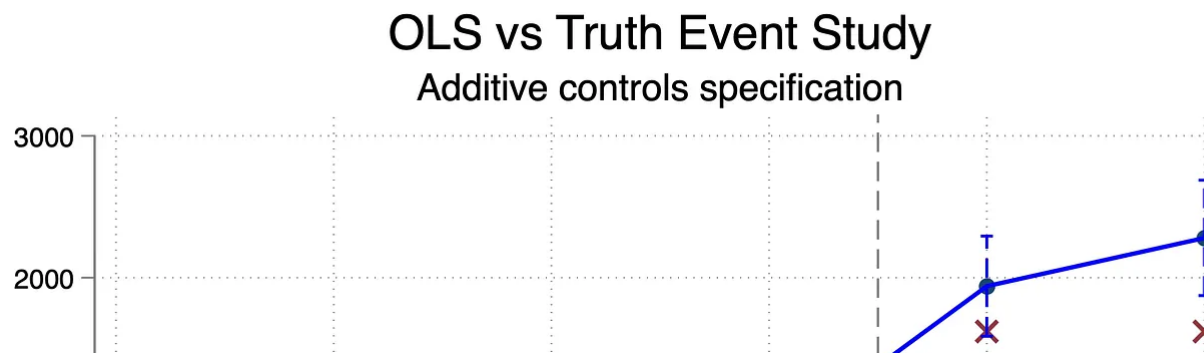 OLS vs Truth Event Study
Additive controls specification
3000
2000